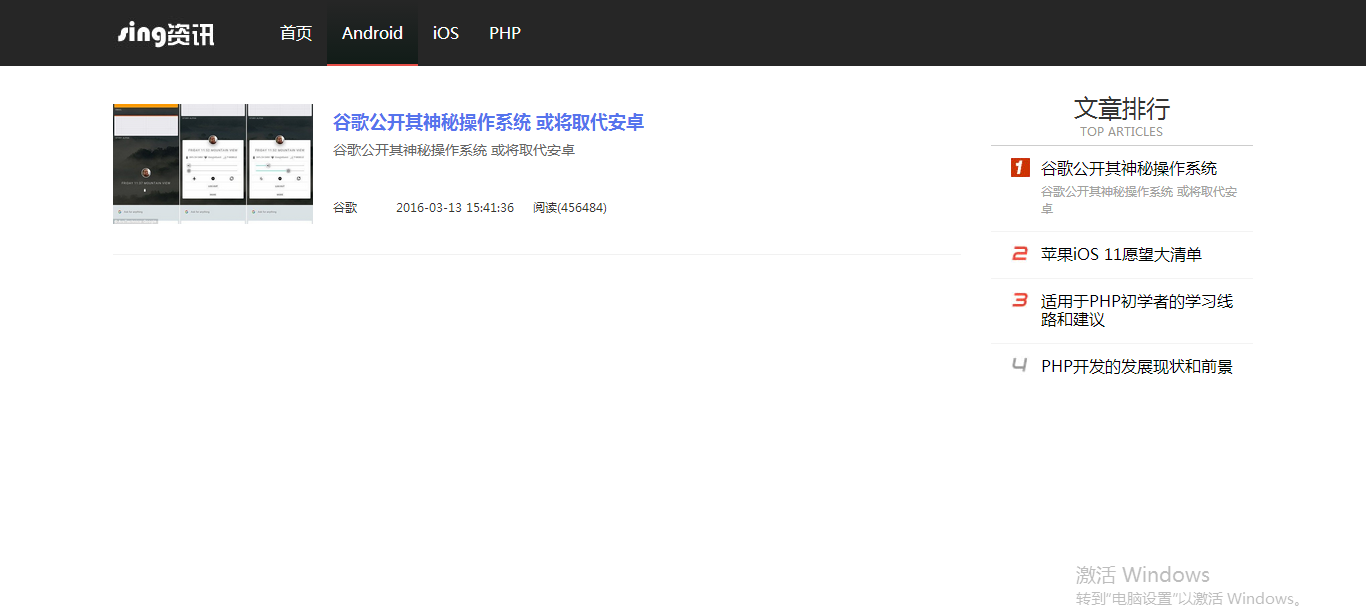 sing资讯 首页 Android iOS PHP
谷歌公开其神秘操作系统 或将取代安卓
谷歌公开其神秘操作系统 或将取代安卓
谷歌 2016-03-13 15:41:36 阅读(456484)
文章排行
TOP ARTICLES
1 谷歌公开其神秘操作系统
谷歌公开其神秘操作系统 或将取代安
卓
2 苹果iOS 11愿望大清单
3 适用于PHP初学者的学习线
路和建议
4 PHP开发的发展现状和前景
激活 Windows
转到“电脑设置”以激活 Windows。